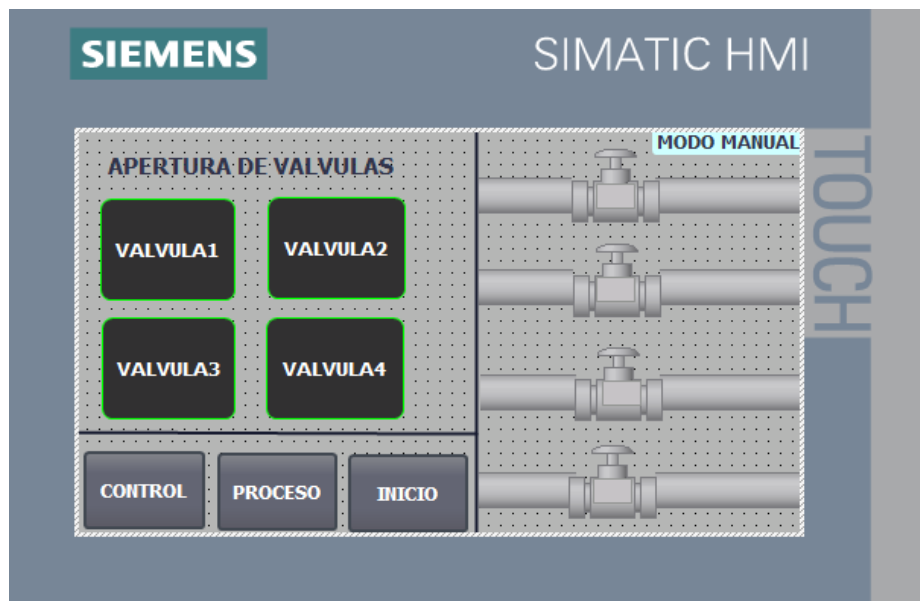 SIEMENS
SIMATIC HMI
TOUCH
MODO MANUAL
APERTURA DE VALVULAS
VALVULA1
VALVULA2
VALVULA3
VALVULA4
CONTROL
PROCESO
INICIO